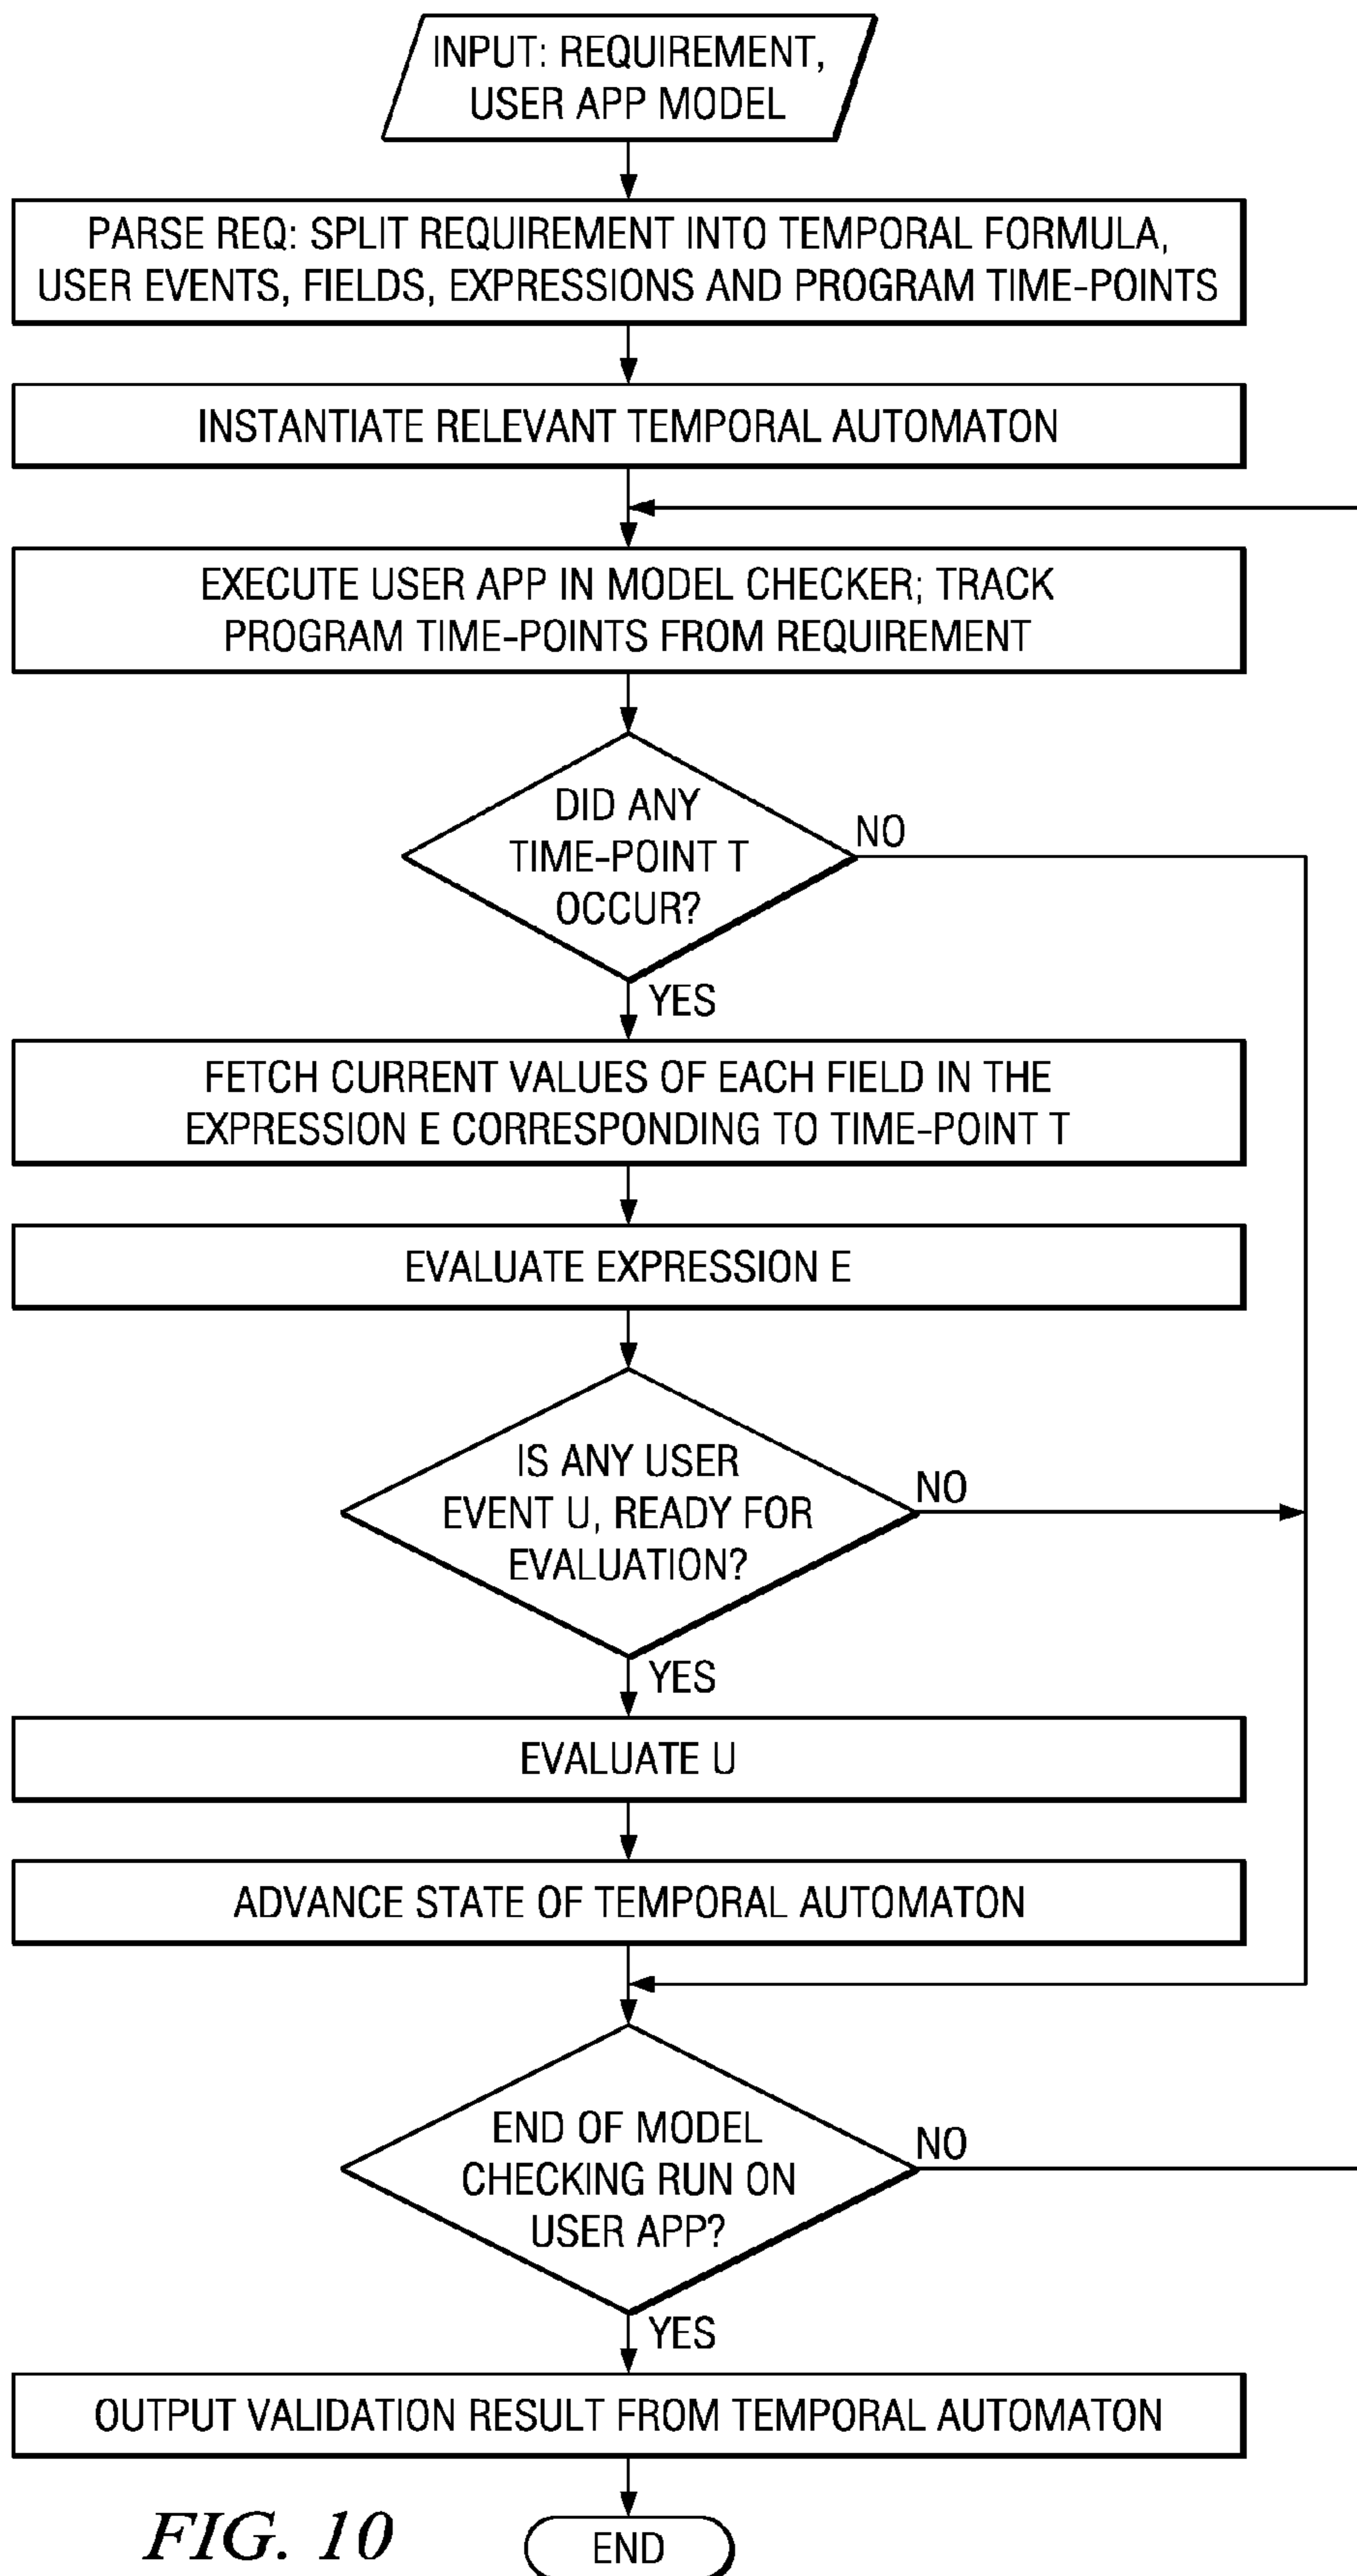 INPUT: REQUIREMENT,
USER APP MODEL
PARSE REQ: SPLIT REQUIREMENT INTO TEMPORAL FORMULA,
USER EVENTS, FIELDS, EXPRESSIONS AND PROGRAM TIME-POINTS
INSTANTIATE RELEVANT TEMPORAL AUTOMATON
EXECUTE USER APP IN MODEL CHECKER; TRACK
PROGRAM TIME-POINTS FROM REQUIREMENT
DID ANY
TIME-POINT T
OCCUR?
NO
YES
FETCH CURRENT VALUES OF EACH FIELD IN THE
EXPRESSION E CORRESPONDING TO TIME-POINT T
EVALUATE EXPRESSION E
IS ANY USER
EVENT U, READY FOR
EVALUATION?
NO
YES
EVALUATE U
ADVANCE STATE OF TEMPORAL AUTOMATON
END OF MODEL
CHECKING RUN ON
USER APP?
NO
YES
OUTPUT VALIDATION RESULT FROM TEMPORAL AUTOMATON
END
FIG. 10